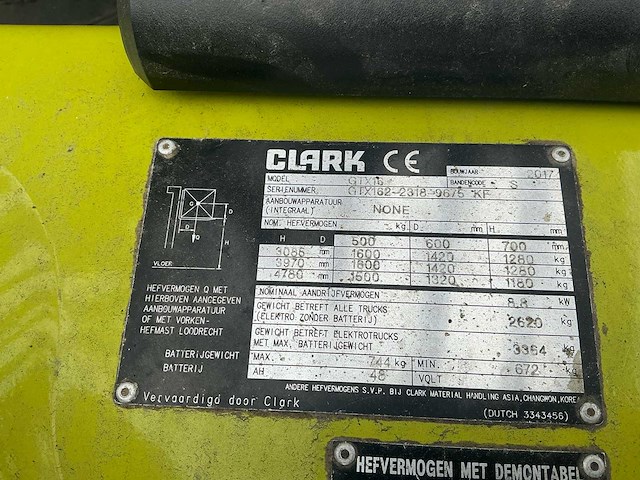 CLARK CE
BOUWJAAR 2017
MODEL GTX16
BANDENCODE S
SERIENUMMER: GTX162-2318-9675 KF
AANBOUWAPPARATUUR
(INTEGRAAL) NONE
NOM. HEFVERMOGEN kg, D mm, H mm
H D 500 600 700 mm
3085 mm 1600 1420 1280 kg
3970 mm 1600 1420 1280 kg
4780 mm 1500 1320 1180 kg
D
Q
H
VLOER
HEFVERMOGEN Q MET
HIERBOVEN AANGEGEVEN
AANBOUWAPPARATUUR
OF MET VORKEN-
HEFMAST LOODRECHT
NOMINAAL AANDRIJFVERMOGEN 8.8 kW
GEWICHT BETREFT ALLE TRUCKS
(ELEKTRO ZONDER BATTERIJ) 2620 kg
GEWICHT BETREFT ELEKTROTRUCKS
MET MAX. BATTERIJGEWICHT 3364 kg
BATTERIJGEWICHT MAX. 744 kg MIN. 672 kg
BATTERIJ AH 48 VOLT
ANDERE HEFVERMOGENS S.V.P. BIJ CLARK MATERIAL HANDLING ASIA, CHANGWON, KOREA
Vervaardigd door Clark
(DUTCH 3343456)
HEFVERMOGEN MET DEMONTABEL